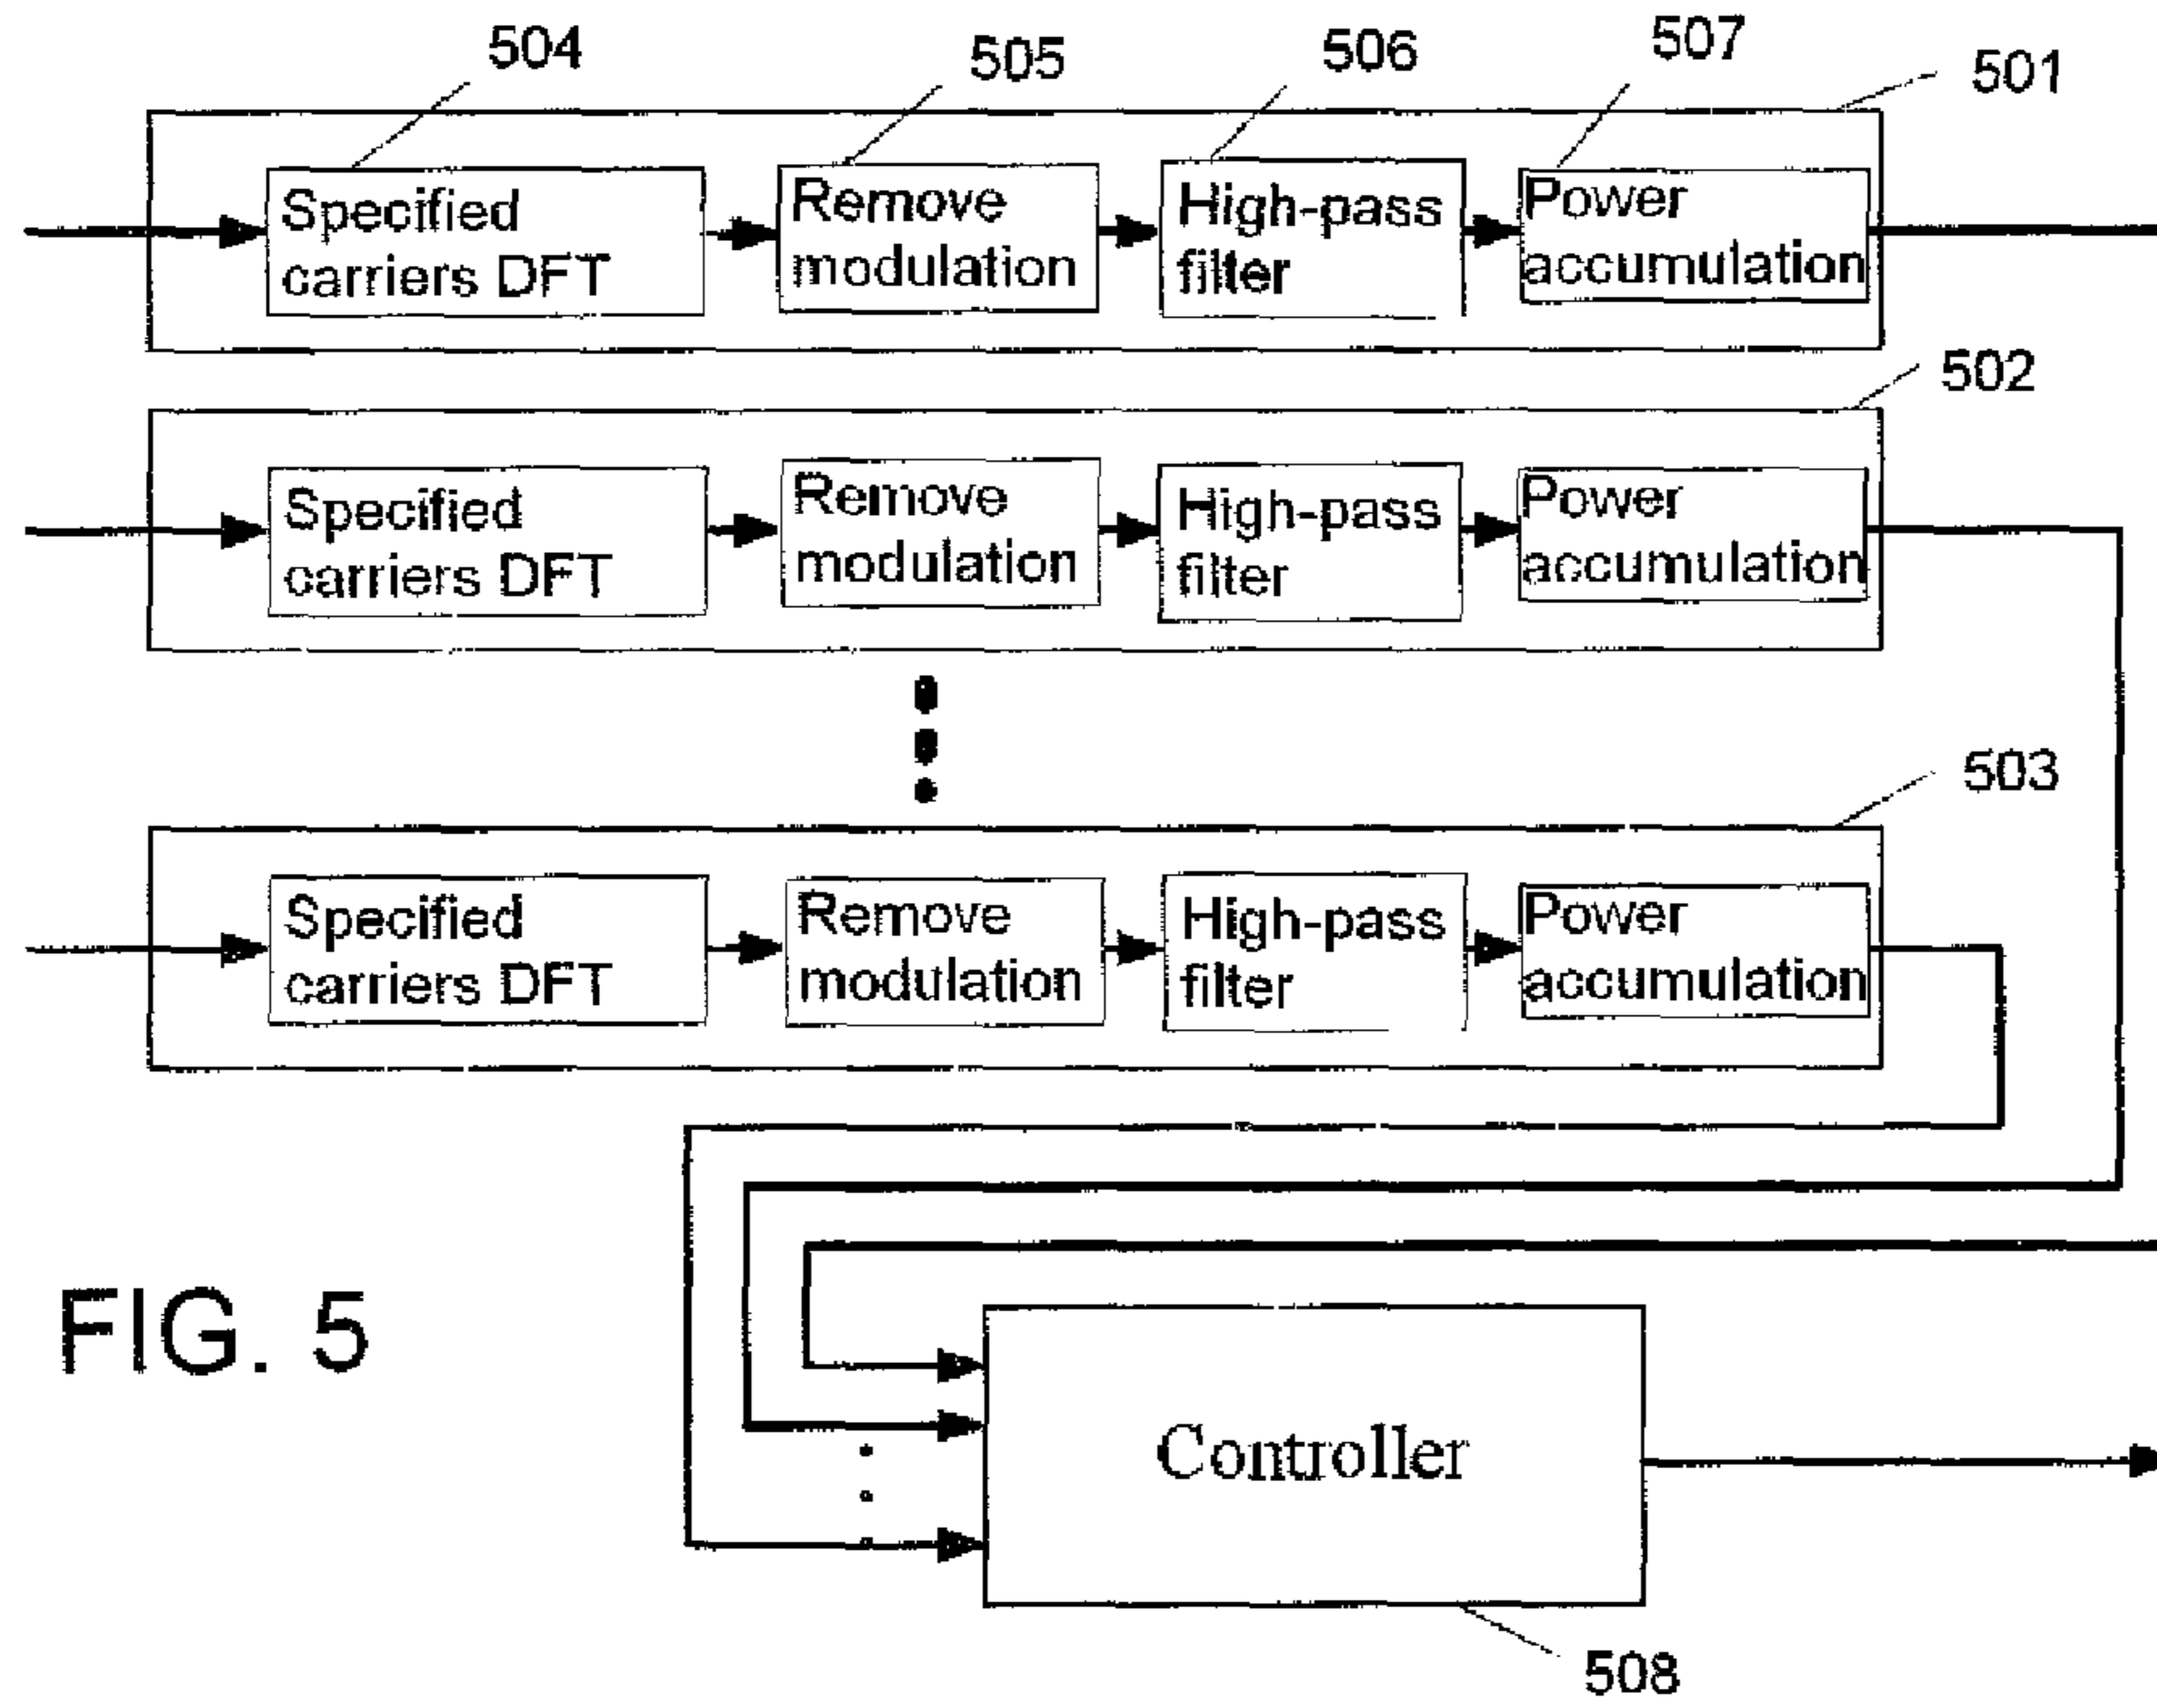 504
505
506
507
501
Specified
carriers DFT
Remove
modulation
High-pass
filter
Power
accumulation
502
Specified
carriers DFT
Remove
modulation
High-pass
filter
Power
accumulation
503
Specified
carriers DFT
Remove
modulation
High-pass
filter
Power
accumulation
FIG. 5
Controller
508